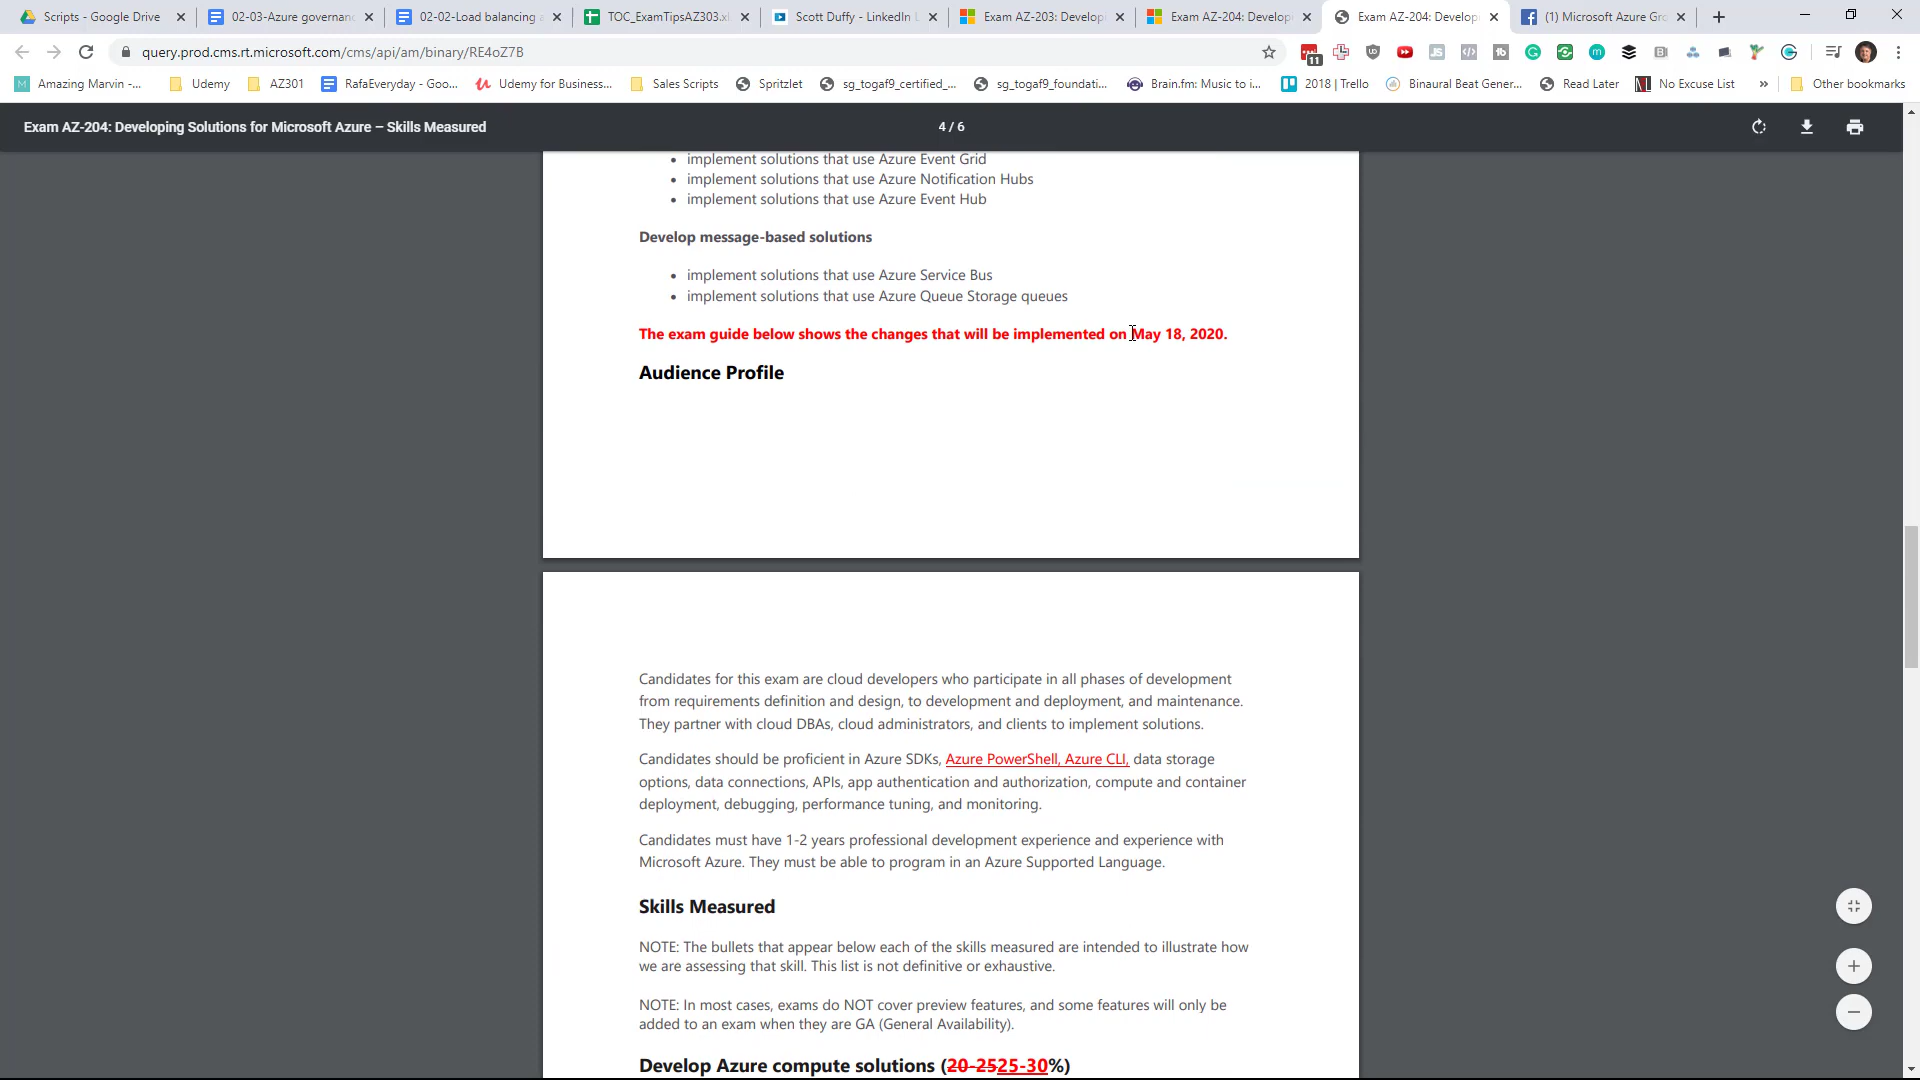 Scripts - Google Drive
02-03-Azure governan
02-02-Load balancing a
TOC_ExamTipsAZ303.xl
Scott Duffy - LinkedIn L
Exam AZ-203: Develop
Exam AZ-204: Develop
Exam AZ-204: Develop
(1) Microsoft Azure Gro
query.prod.cms.rt.microsoft.com/cms/api/am/binary/RE4oZ7B
11
Amazing Marvin -...
Udemy
AZ301
RafaEveryday - Goo...
Udemy for Business...
Sales Scripts
Spritzlet
sg_togaf9_certified_...
sg_togaf9_foundati...
Brain.fm: Music to i...
2018 | Trello
Binaural Beat Gener...
Read Later
No Excuse List
»
Other bookmarks
Exam AZ-204: Developing Solutions for Microsoft Azure – Skills Measured
4 / 6
• implement solutions that use Azure Event Grid
• implement solutions that use Azure Notification Hubs
• implement solutions that use Azure Event Hub
Develop message-based solutions
• implement solutions that use Azure Service Bus
• implement solutions that use Azure Queue Storage queues
The exam guide below shows the changes that will be implemented on May 18, 2020.
Audience Profile
Candidates for this exam are cloud developers who participate in all phases of development
from requirements definition and design, to development and deployment, and maintenance.
They partner with cloud DBAs, cloud administrators, and clients to implement solutions.
Candidates should be proficient in Azure SDKs, Azure PowerShell, Azure CLI, data storage
options, data connections, APIs, app authentication and authorization, compute and container
deployment, debugging, performance tuning, and monitoring.
Candidates must have 1-2 years professional development experience and experience with
Microsoft Azure. They must be able to program in an Azure Supported Language.
Skills Measured
NOTE: The bullets that appear below each of the skills measured are intended to illustrate how
we are assessing that skill. This list is not definitive or exhaustive.
NOTE: In most cases, exams do NOT cover preview features, and some features will only be
added to an exam when they are GA (General Availability).
Develop Azure compute solutions (20-2525-30%)